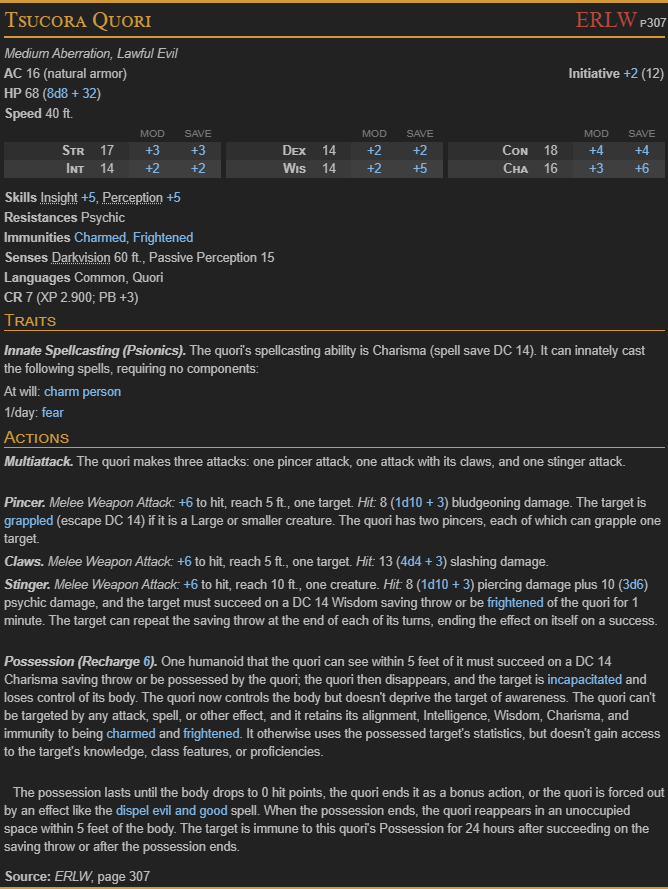 Tsucora Quori ERLW P307
Medium Aberration, Lawful Evil
AC 16 (natural armor) Initiative +2 (12)
HP 68 (8d8 + 32)
Speed 40 ft.
MOD SAVE MOD SAVE MOD SAVE
Str 17 +3 +3 Dex 14 +2 +2 Con 18 +4 +4
Int 14 +2 +2 Wis 14 +2 +5 Cha 16 +3 +6
Skills Insight +5, Perception +5
Resistances Psychic
Immunities Charmed, Frightened
Senses Darkvision 60 ft., Passive Perception 15
Languages Common, Quori
CR 7 (XP 2.900; PB +3)
Traits
Innate Spellcasting (Psionics). The quori's spellcasting ability is Charisma (spell save DC 14). It can innately cast
the following spells, requiring no components:
At will: charm person
1/day: fear
Actions
Multiattack. The quori makes three attacks: one pincer attack, one attack with its claws, and one stinger attack.
Pincer. Melee Weapon Attack: +6 to hit, reach 5 ft., one target. Hit: 8 (1d10 + 3) bludgeoning damage. The target is
grappled (escape DC 14) if it is a Large or smaller creature. The quori has two pincers, each of which can grapple one
target.
Claws. Melee Weapon Attack: +6 to hit, reach 5 ft., one target. Hit: 13 (4d4 + 3) slashing damage.
Stinger. Melee Weapon Attack: +6 to hit, reach 10 ft., one creature. Hit: 8 (1d10 + 3) piercing damage plus 10 (3d6)
psychic damage, and the target must succeed on a DC 14 Wisdom saving throw or be frightened of the quori for 1
minute. The target can repeat the saving throw at the end of each of its turns, ending the effect on itself on a success.
Possession (Recharge 6). One humanoid that the quori can see within 5 feet of it must succeed on a DC 14
Charisma saving throw or be possessed by the quori; the quori then disappears, and the target is incapacitated and
loses control of its body. The quori now controls the body but doesn't deprive the target of awareness. The quori can't
be targeted by any attack, spell, or other effect, and it retains its alignment, Intelligence, Wisdom, Charisma, and
immunity to being charmed and frightened. It otherwise uses the possessed target's statistics, but doesn't gain access
to the target's knowledge, class features, or proficiencies.
The possession lasts until the body drops to 0 hit points, the quori ends it as a bonus action, or the quori is forced out
by an effect like the dispel evil and good spell. When the possession ends, the quori reappears in an unoccupied
space within 5 feet of the body. The target is immune to this quori's Possession for 24 hours after succeeding on the
saving throw or after the possession ends.
Source: ERLW, page 307